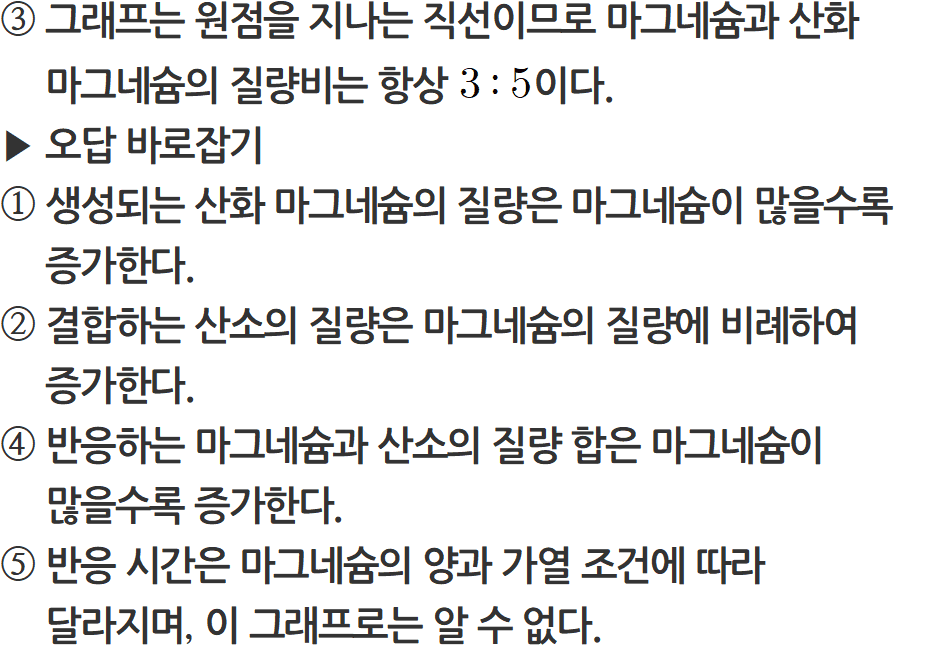 ③ 그래프는 원점을 지나는 직선이므로 마그네슘과 산화
마그네슘의 질량비는 항상 3 : 5이다.
▶ 오답 바로잡기
① 생성되는 산화 마그네슘의 질량은 마그네슘이 많을수록
증가한다.
② 결합하는 산소의 질량은 마그네슘의 질량에 비례하여
증가한다.
④ 반응하는 마그네슘과 산소의 질량 합은 마그네슘이
많을수록 증가한다.
⑤ 반응 시간은 마그네슘의 양과 가열 조건에 따라
달라지며, 이 그래프로는 알 수 없다.